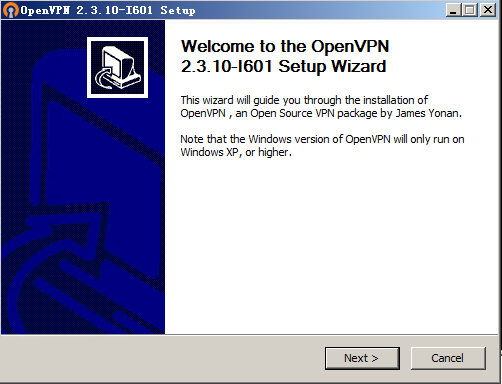 OpenVPN 2.3.10-I601 Setup
Welcome to the OpenVPN
2.3.10-I601 Setup Wizard
This wizard will guide you through the installation of
OpenVPN , an Open Source VPN package by James Yonan.
Note that the Windows version of OpenVPN will only run on
Windows XP, or higher.
Next >
Cancel